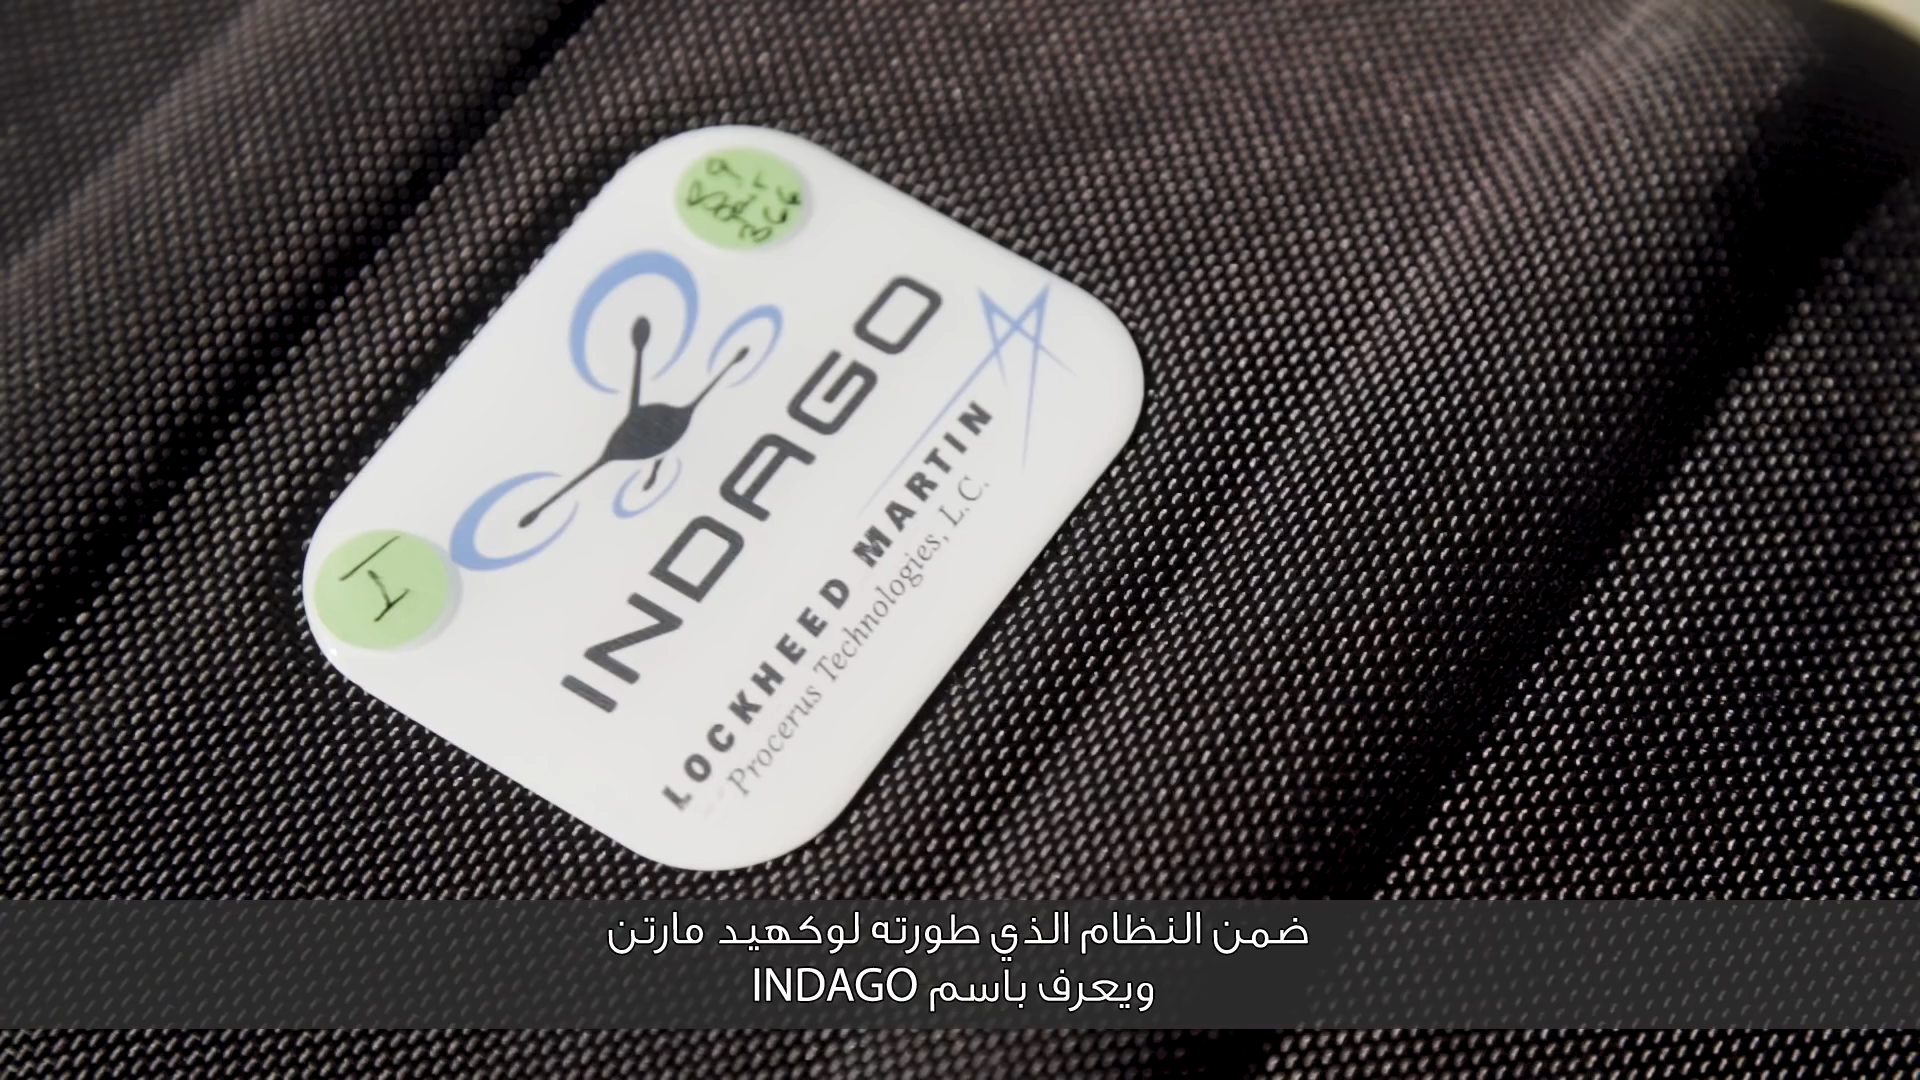 INDAGO
LOCKHEED MARTIN
Procerus Technologies, L.C.
ضمن النظام الذي طورته لوكهيد مارتن
ويعرف باسم INDAGO